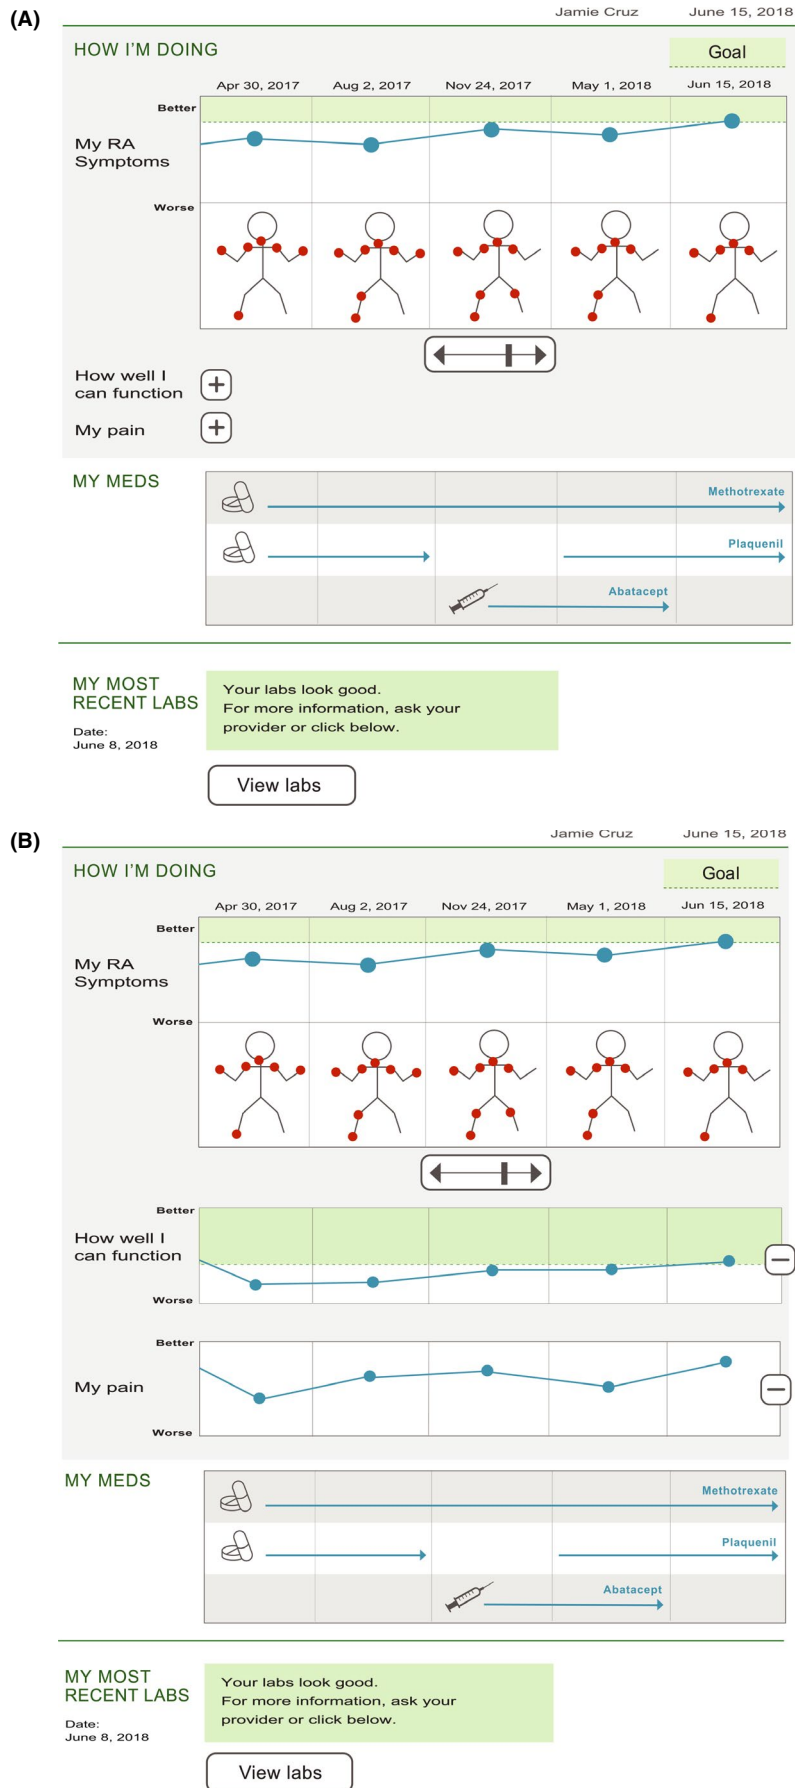 (A)
Jamie Cruz June 15, 2018
HOW I'M DOING
Goal
Apr 30, 2017 Aug 2, 2017 Nov 24, 2017 May 1, 2018 Jun 15, 2018
Better
My RA
Symptoms
Worse
How well I
can function
My pain
MY MEDS
Methotrexate
Plaquenil
Abatacept
MY MOST
RECENT LABS
Date:
June 8, 2018
Your labs look good.
For more information, ask your
provider or click below.
View labs
(B)
Jamie Cruz June 15, 2018
HOW I'M DOING
Goal
Apr 30, 2017 Aug 2, 2017 Nov 24, 2017 May 1, 2018 Jun 15, 2018
Better
My RA
Symptoms
Worse
Better
How well I
can function
Worse
Better
My pain
Worse
MY MEDS
Methotrexate
Plaquenil
Abatacept
MY MOST
RECENT LABS
Date:
June 8, 2018
Your labs look good.
For more information, ask your
provider or click below.
View labs